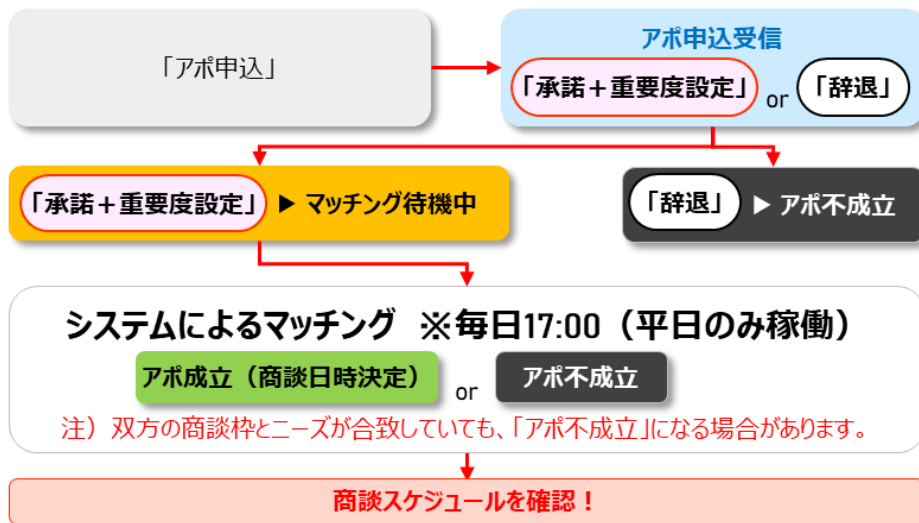 「アポ申込」
アポ申込受信
「承諾+重要度設定」 or 「辞退」
「承諾+重要度設定」 ▶ マッチング待機中
「辞退」 ▶ アポ不成立
システムによるマッチング ※毎日17:00(平日のみ稼働)
アポ成立(商談日時決定) or アポ不成立
注)双方の商談枠とニーズが合致していても、「アポ不成立」になる場合があります。
商談スケジュールを確認!